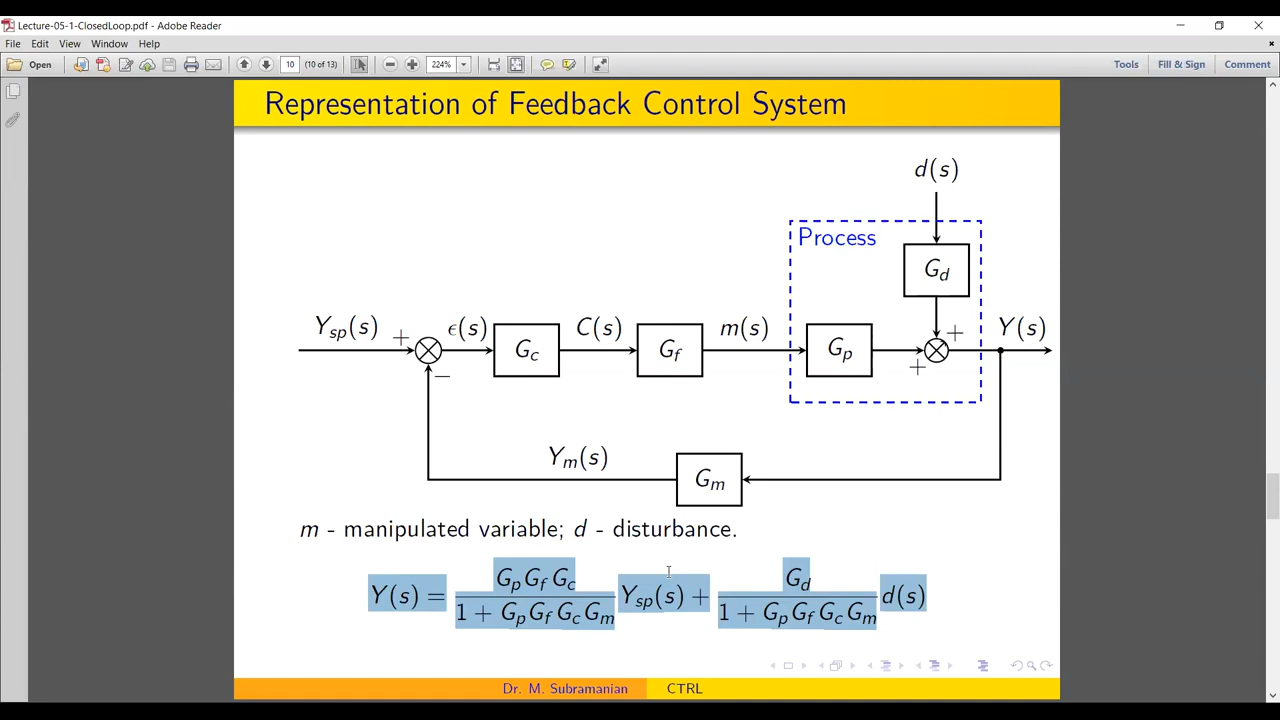 Lecture-05-1-ClosedLoop.pdf - Adobe Reader
File Edit View Window Help
Open 10 (10 of 13) 224% Tools Fill & Sign Comment
Representation of Feedback Control System
d(s)
Process
G_d
Y_sp(s) + ϵ(s) C(s) m(s) + Y(s)
G_c G_f G_p
− +
Y_m(s)
G_m
m - manipulated variable; d - disturbance.
Y(s) = \frac{G_p G_f G_c}{1 + G_p G_f G_c G_m} Y_sp(s) + \frac{G_d}{1 + G_p G_f G_c G_m} d(s)
Dr. M. Subramanian CTRL